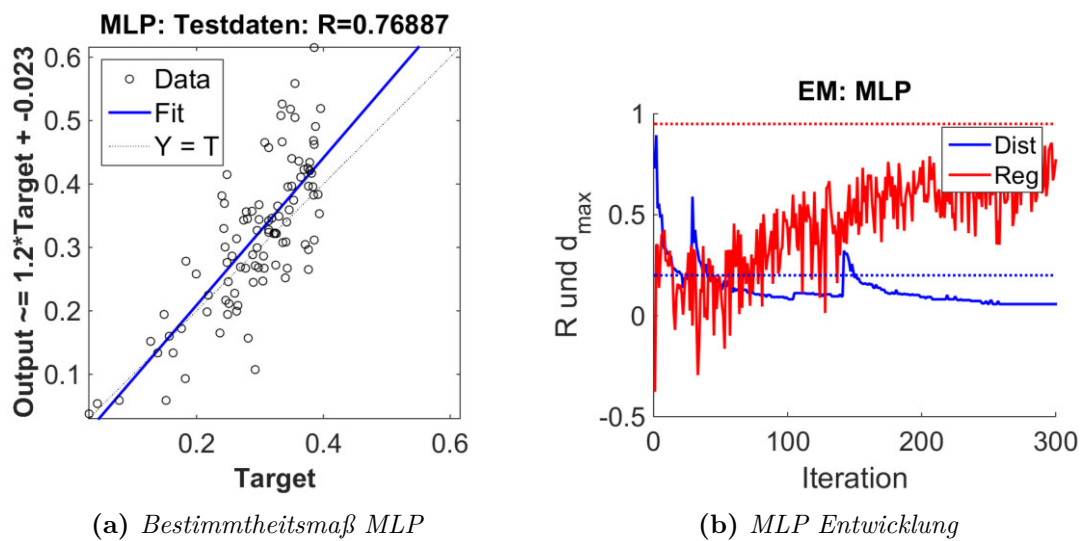 MLP: Testdaten: R=0.76887
Output ~= 1.2*Target + -0.023
0.6
0.5
0.4
0.3
0.2
0.1
Data
Fit
Y = T
0.2
0.4
0.6
Target
(a) Bestimmtheitsmaß MLP
EM: MLP
R und d_max
1
0.5
0
-0.5
Dist
Reg
0
100
200
300
Iteration
(b) MLP Entwicklung